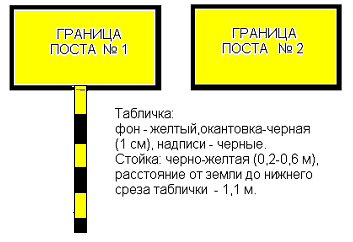 ГРАНИЦА
ПОСТА № 1
ГРАНИЦА
ПОСТА № 2
Табличка:
фон - желтый,окантовка-черная
(1 см), надписи - черные.
Стойка: черно-желтая (0,2-0,6 м),
расстояние от земли до нижнего
среза таблички - 1,1 м.